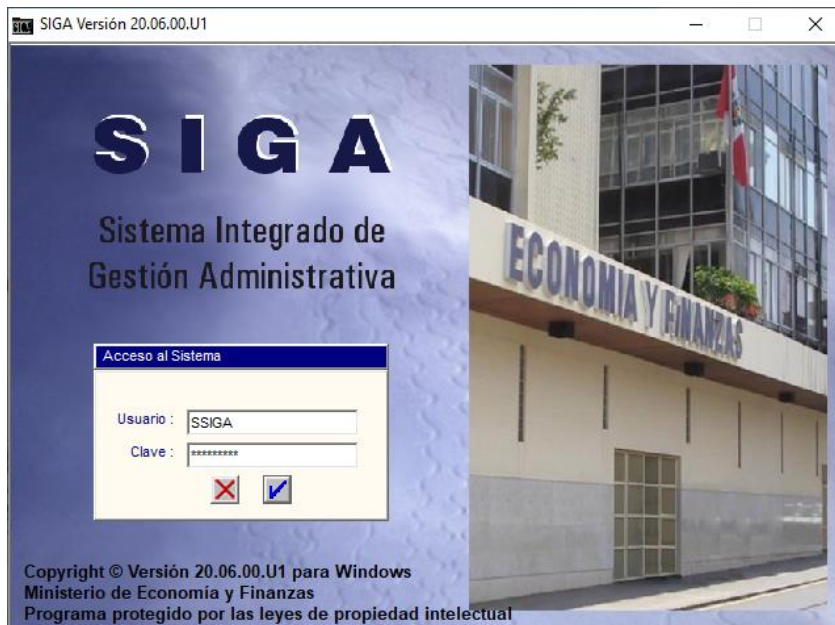 SIGA Versión 20.06.00.U1
SIGA
Sistema Integrado de
Gestión Administrativa
ECONOMIA Y FINANZAS
Acceso al Sistema
Usuario :
SSIGA
Clave :
*********
Copyright © Versión 20.06.00.U1 para Windows
Ministerio de Economía y Finanzas
Programa protegido por las leyes de propiedad intelectual